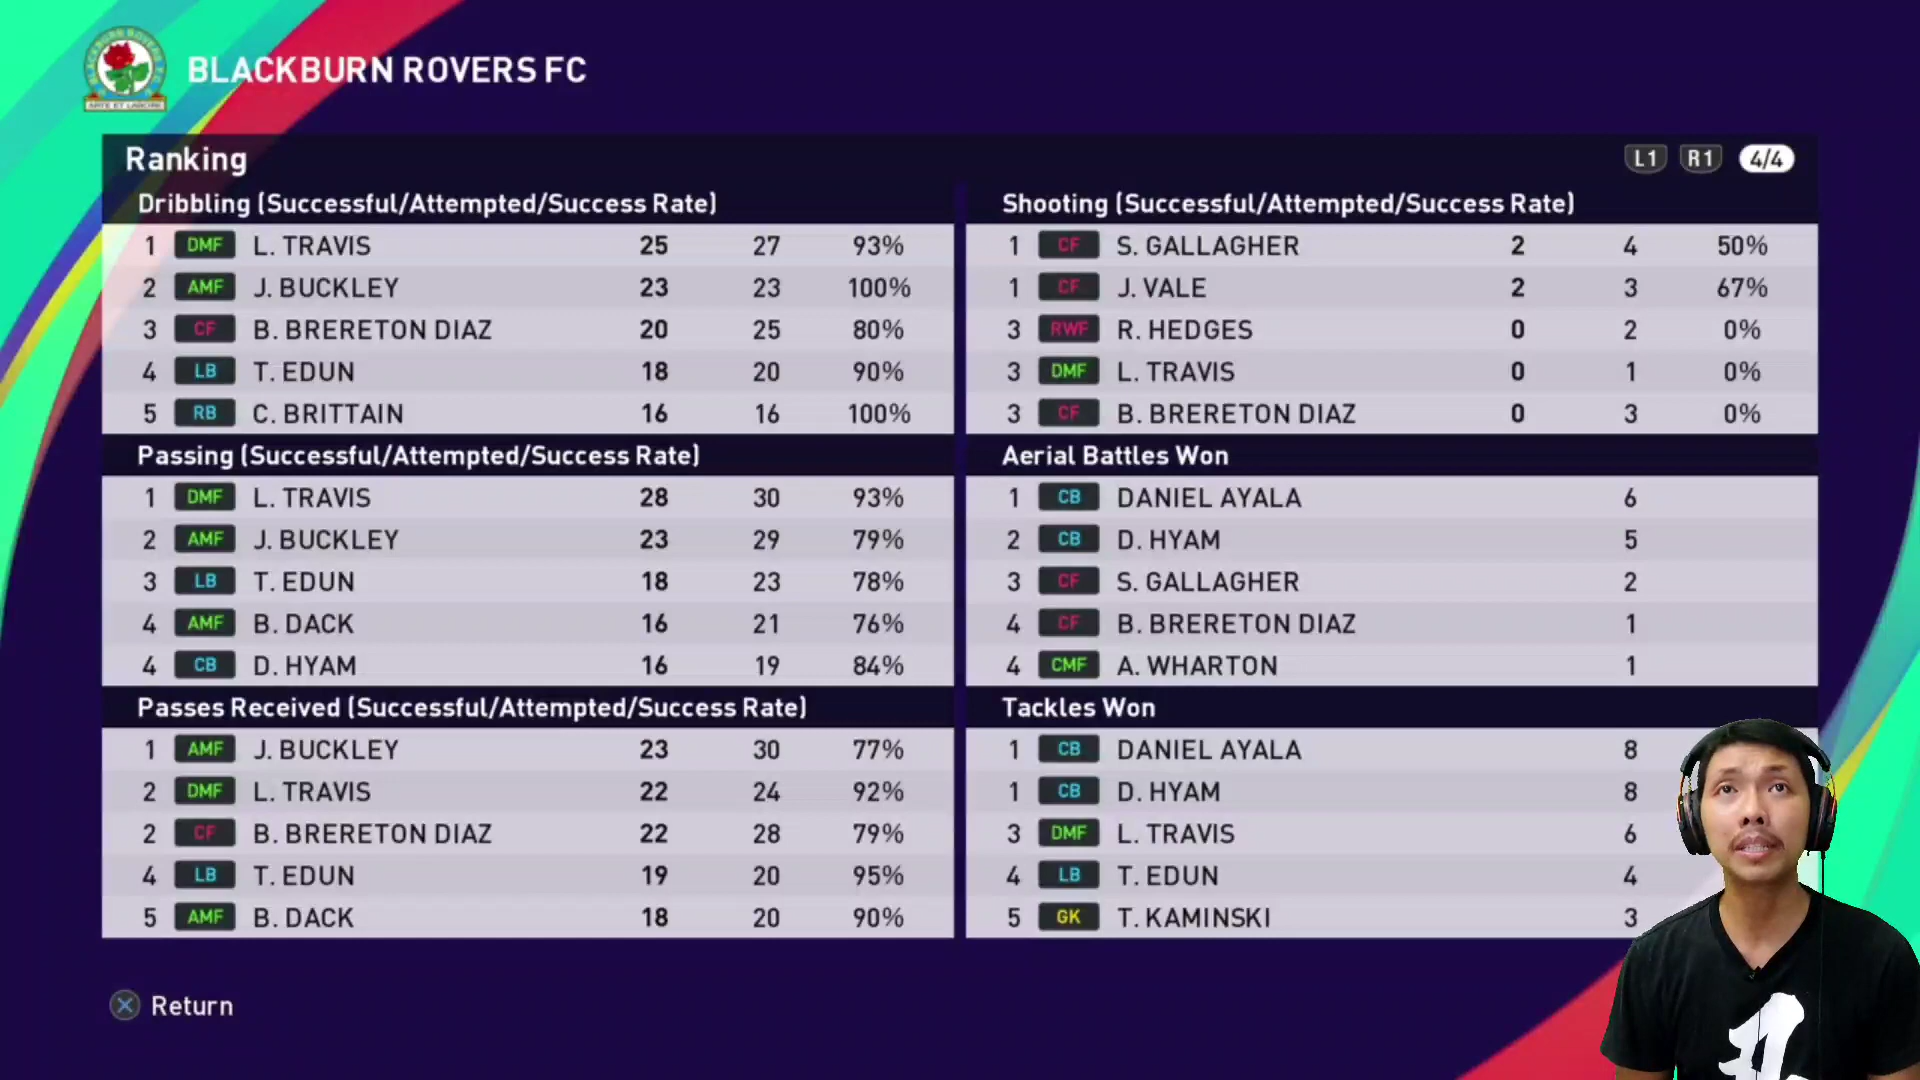 BLACKBURN ROVERS FC
Ranking
L1 R1 4/4
Dribbling (Successful/Attempted/Success Rate)
1 DMF L. TRAVIS 25 27 93%
2 AMF J. BUCKLEY 23 23 100%
3 CF B. BRERETON DIAZ 20 25 80%
4 LB T. EDUN 18 20 90%
5 RB C. BRITTAIN 16 16 100%
Passing (Successful/Attempted/Success Rate)
1 DMF L. TRAVIS 28 30 93%
2 AMF J. BUCKLEY 23 29 79%
3 LB T. EDUN 18 23 78%
4 AMF B. DACK 16 21 76%
4 CB D. HYAM 16 19 84%
Passes Received (Successful/Attempted/Success Rate)
1 AMF J. BUCKLEY 23 30 77%
2 DMF L. TRAVIS 22 24 92%
2 CF B. BRERETON DIAZ 22 28 79%
4 LB T. EDUN 19 20 95%
5 AMF B. DACK 18 20 90%
Shooting (Successful/Attempted/Success Rate)
1 CF S. GALLAGHER 2 4 50%
1 CF J. VALE 2 3 67%
3 RWF R. HEDGES 0 2 0%
3 DMF L. TRAVIS 0 1 0%
3 CF B. BRERETON DIAZ 0 3 0%
Aerial Battles Won
1 CB DANIEL AYALA 6
2 CB D. HYAM 5
3 CF S. GALLAGHER 2
4 CF B. BRERETON DIAZ 1
4 CMF A. WHARTON 1
Tackles Won
1 CB DANIEL AYALA 8
1 CB D. HYAM 8
3 DMF L. TRAVIS 6
4 LB T. EDUN 4
5 GK T. KAMINSKI 3
Return